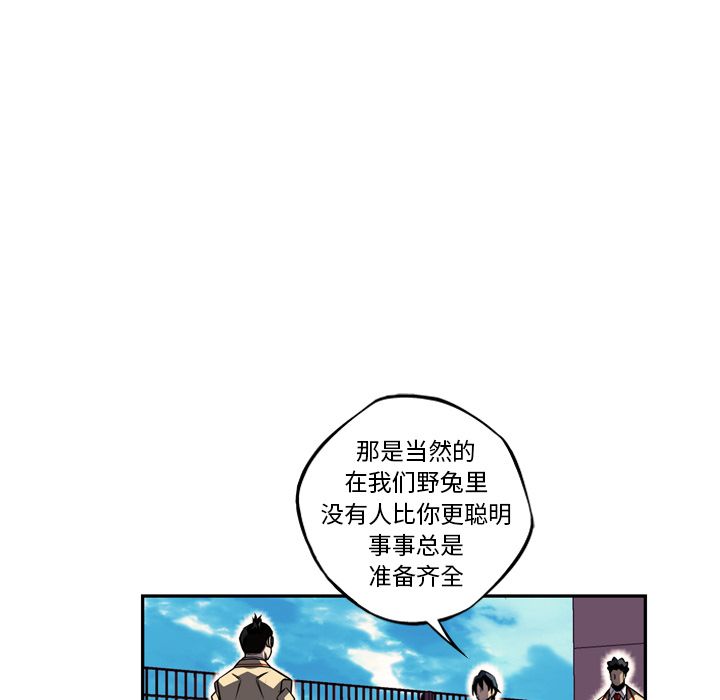 那是当然的
在我们野兔里
没有人比你更聪明
事事总是
准备齐全